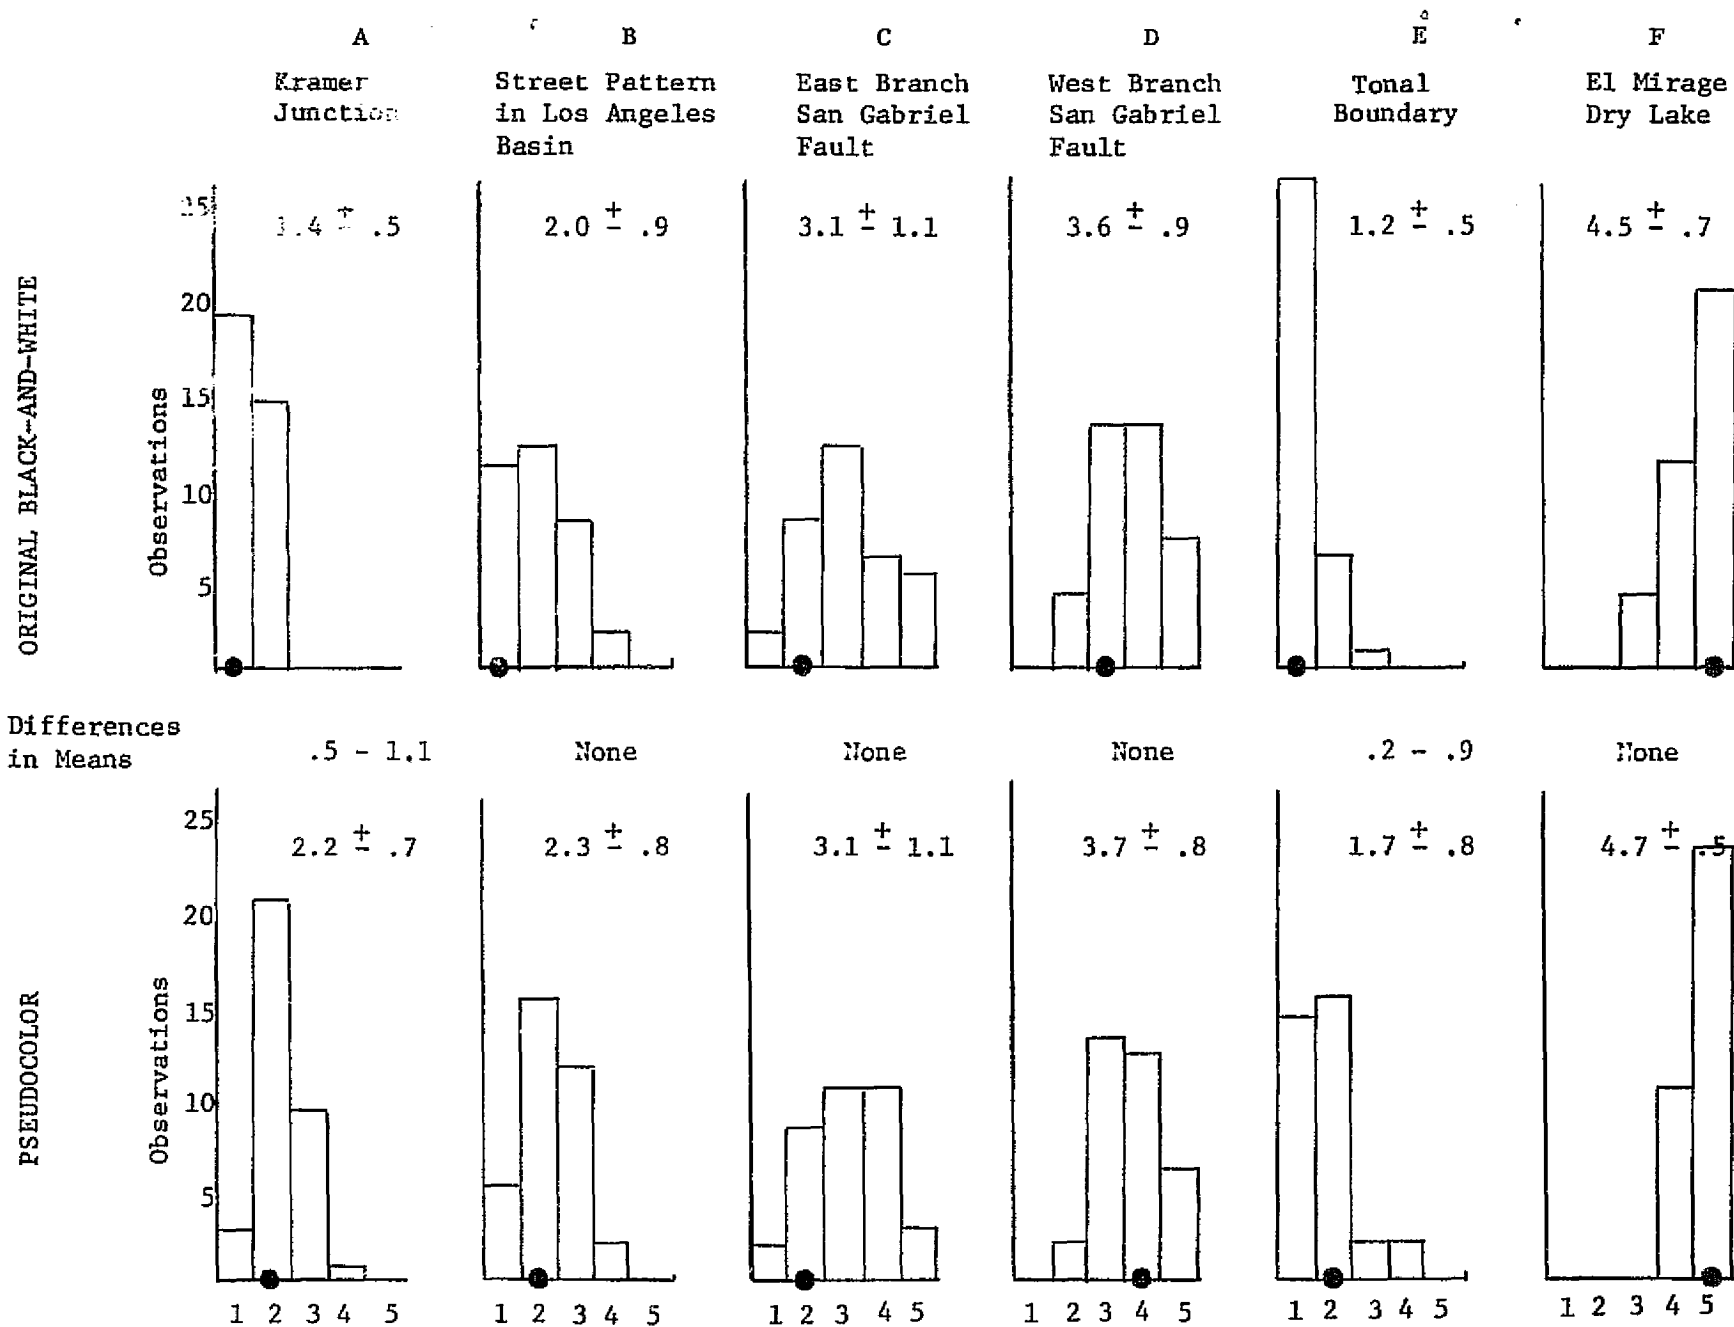 A B C D E F
Kramer Street Pattern East Branch West Branch Tonal El Mirage
Junction in Los Angeles San Gabriel San Gabriel Boundary Dry Lake
Basin Fault Fault
ORIGINAL BLACK-AND-WHITE
Observations
1.4 ± .5 2.0 ± .9 3.1 ± 1.1 3.6 ± .9 1.2 ± .5 4.5 ± .7
20
15
10
5
Differences
in Means .5 - 1.1 None None None .2 - .9 None
PSEUDOCOLOR
Observations
25
2.2 ± .7 2.3 ± .8 3.1 ± 1.1 3.7 ± .8 1.7 ± .8 4.7 ± .5
20
15
10
5
1 2 3 4 5 1 2 3 4 5 1 2 3 4 5 1 2 3 4 5 1 2 3 4 5 1 2 3 4 5